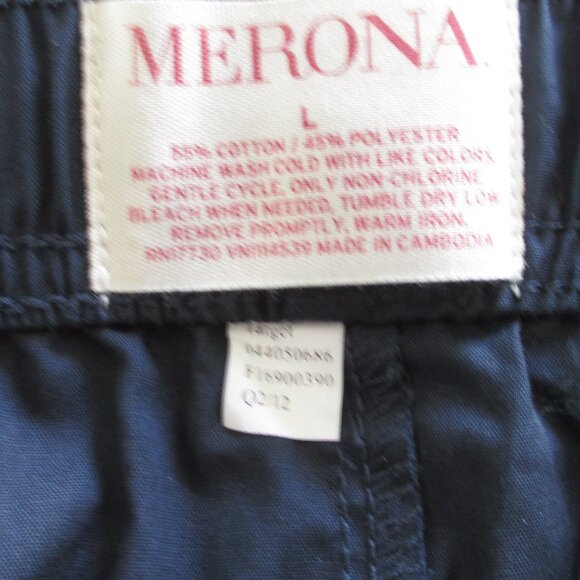 MERONA
L
55% COTTON / 45% POLYESTER
MACHINE WASH COLD WITH LIKE COLORS,
GENTLE CYCLE, ONLY NON-CHLORINE
BLEACH WHEN NEEDED, TUMBLE DRY LOW
REMOVE PROMPTLY, WARM IRON.
RN17730 VN1114539 MADE IN CAMBODIA
Target
044050686
F16900390
Q2/12